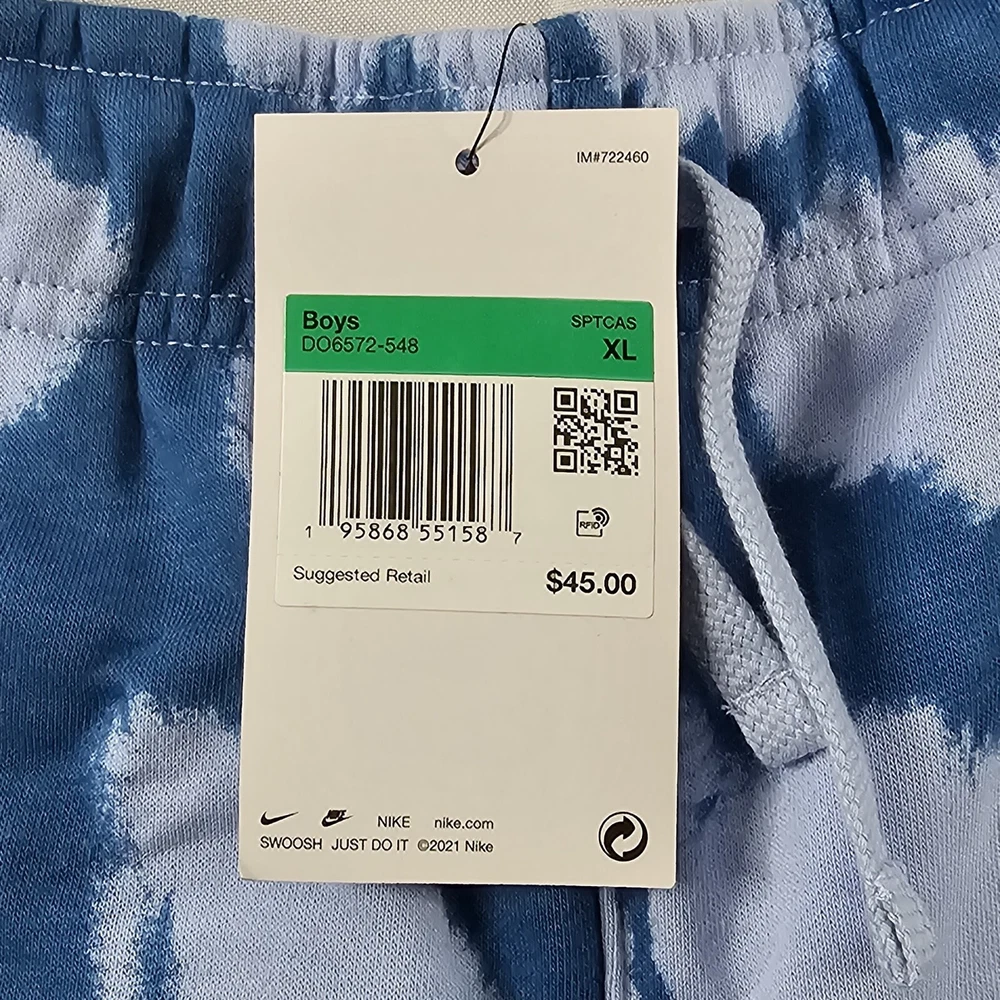 IM#722460
Boys SPTCAS
DO6572-548 XL
RFID
1 95868 55158 7
Suggested Retail $45.00
NIKE NIKE nike.com
SWOOSH JUST DO IT ©2021 Nike